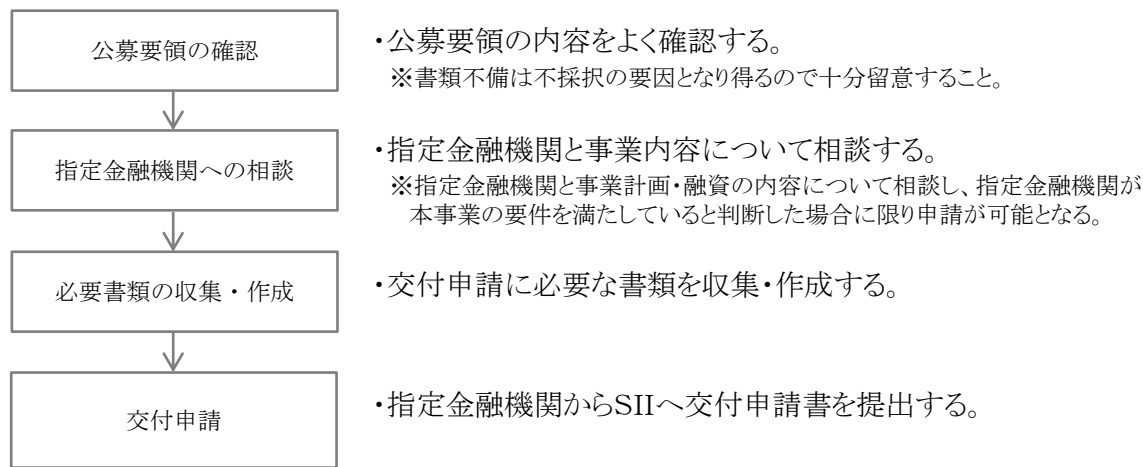 公募要領の確認
・公募要領の内容をよく確認する。
※書類不備は不採択の要因となり得るので十分留意すること。
指定金融機関への相談
・指定金融機関と事業内容について相談する。
※指定金融機関と事業計画・融資の内容について相談し、指定金融機関が
本事業の要件を満たしていると判断した場合に限り申請が可能となる。
必要書類の収集・作成
・交付申請に必要な書類を収集・作成する。
交付申請
・指定金融機関からSIIへ交付申請書を提出する。